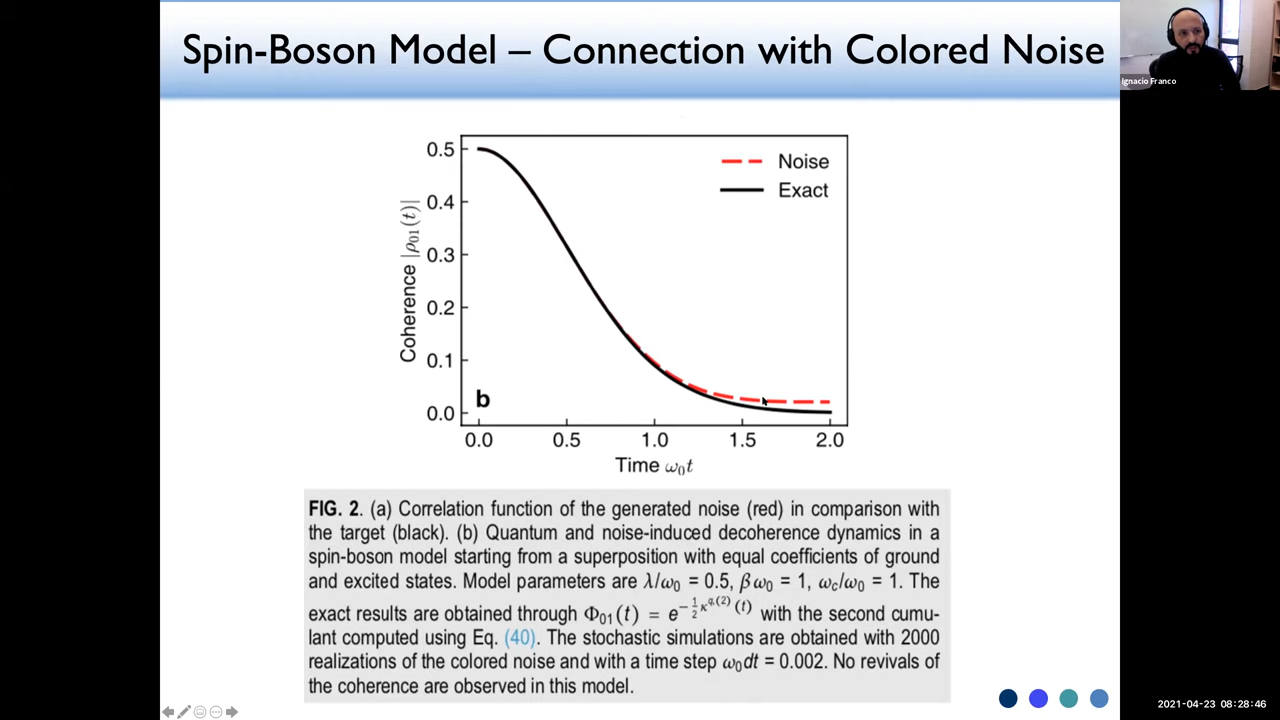 Spin-Boson Model – Connection with Colored Noise
Ignacio Franco
0.5
0.4
0.3
0.2
0.1
0.0
Coherence |ρ₀₁(t)|
Noise
Exact
b
0.0 0.5 1.0 1.5 2.0
Time ω₀t
FIG. 2. (a) Correlation function of the generated noise (red) in comparison with
the target (black). (b) Quantum and noise-induced decoherence dynamics in a
spin-boson model starting from a superposition with equal coefficients of ground
and excited states. Model parameters are λ/ω₀ = 0.5, βω₀ = 1, ω_c/ω₀ = 1. The
exact results are obtained through Φ₀₁(t) = e^{-\frac{1}{2}κ^{q,(2)}(t)} with the second cumu-
lant computed using Eq. (40). The stochastic simulations are obtained with 2000
realizations of the colored noise and with a time step ω₀dt = 0.002. No revivals of
the coherence are observed in this model.
2021-04-23 08:28:46